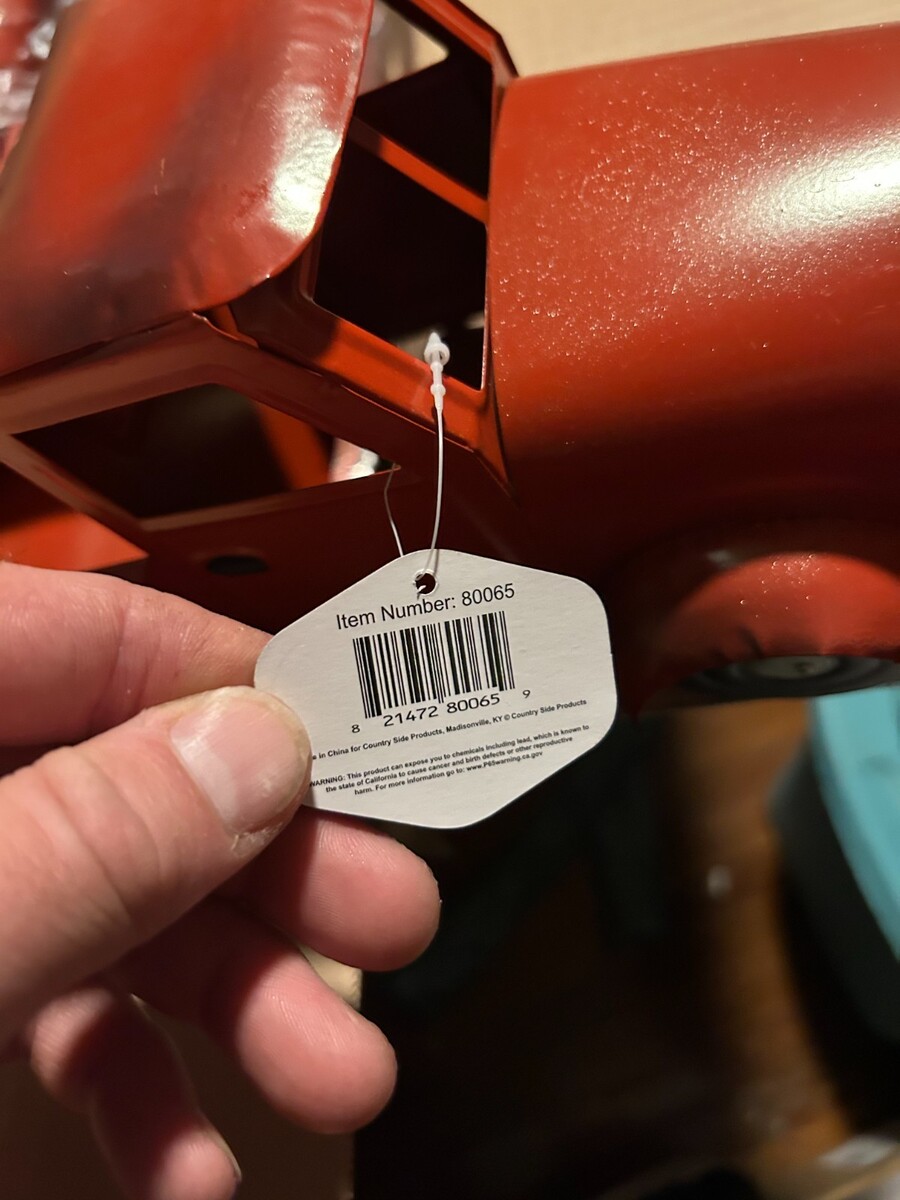 Item Number: 80065
8 21472 80065 9
in China for Country Side Products, Madisonville, KY © Country Side Products
WARNING: This product can expose you to chemicals including lead, which is known to
the state of California to cause cancer and birth defects or other reproductive
harm. For more information go to: www.P65warning.ca.gov